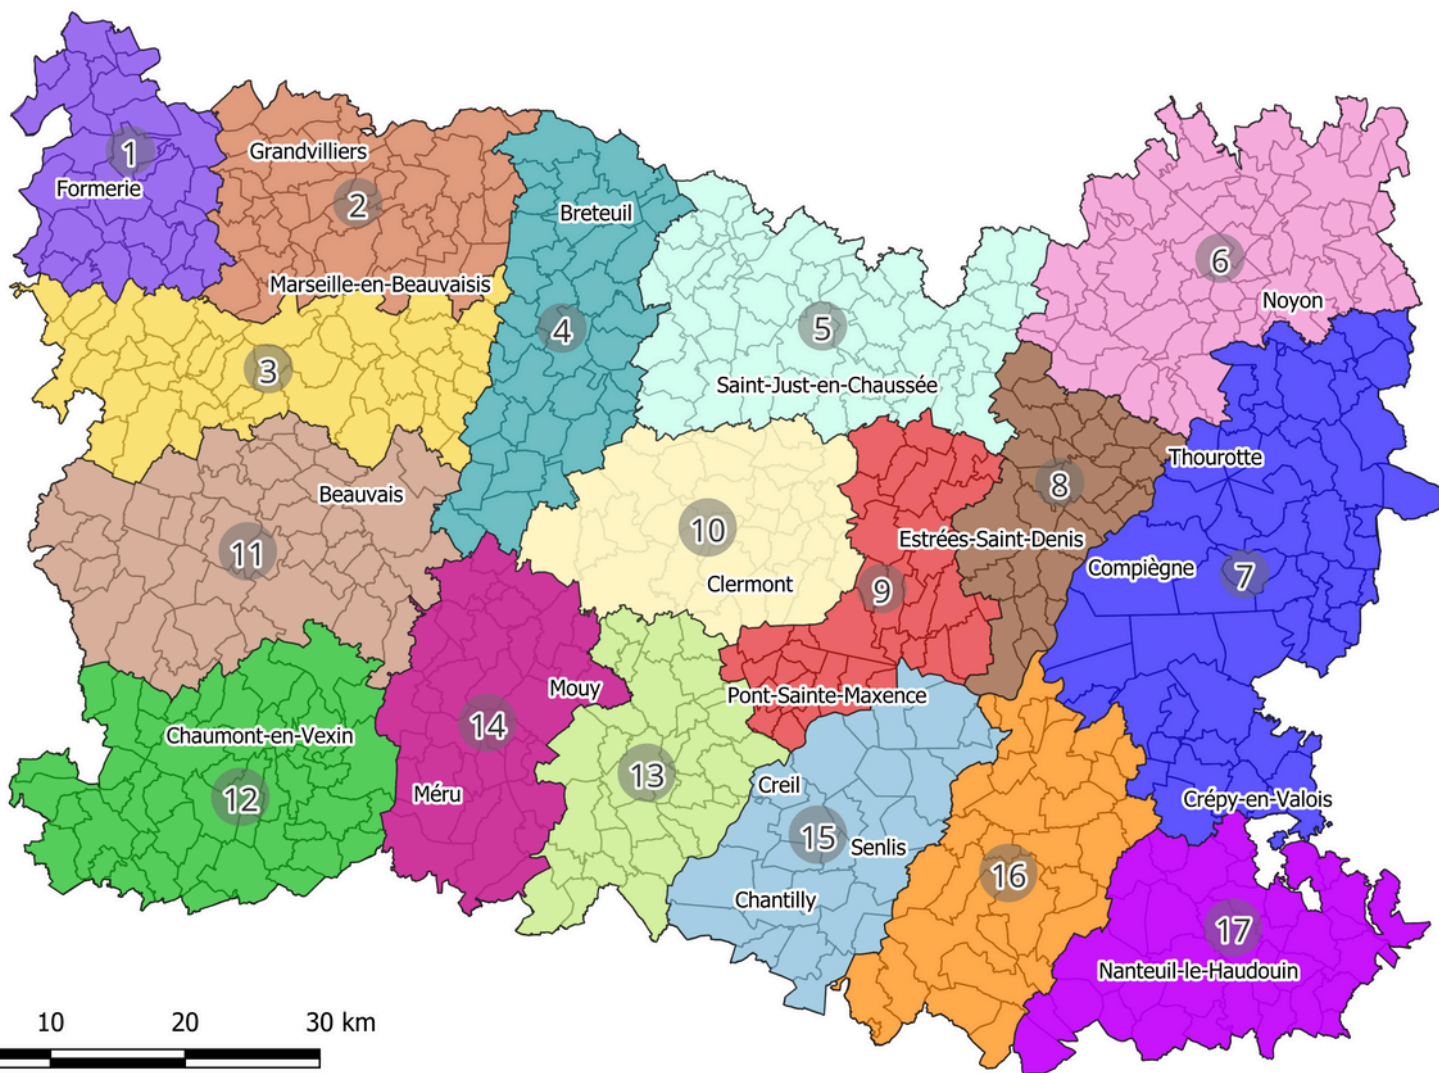 1
Formerie
Grandvilliers
2
Marseille-en-Beauvaisis
3
Breteuil
4
5
Saint-Just-en-Chaussée
6
Noyon
Thourotte
8
Estrées-Saint-Denis
Compiègne
7
Beauvais
11
10
Clermont
9
Pont-Sainte-Maxence
Mouy
14
Méru
Chaumont-en-Vexin
12
13
Creil
15
Senlis
Chantilly
16
Crépy-en-Valois
17
Nanteuil-le-Haudouin
10 20 30 km